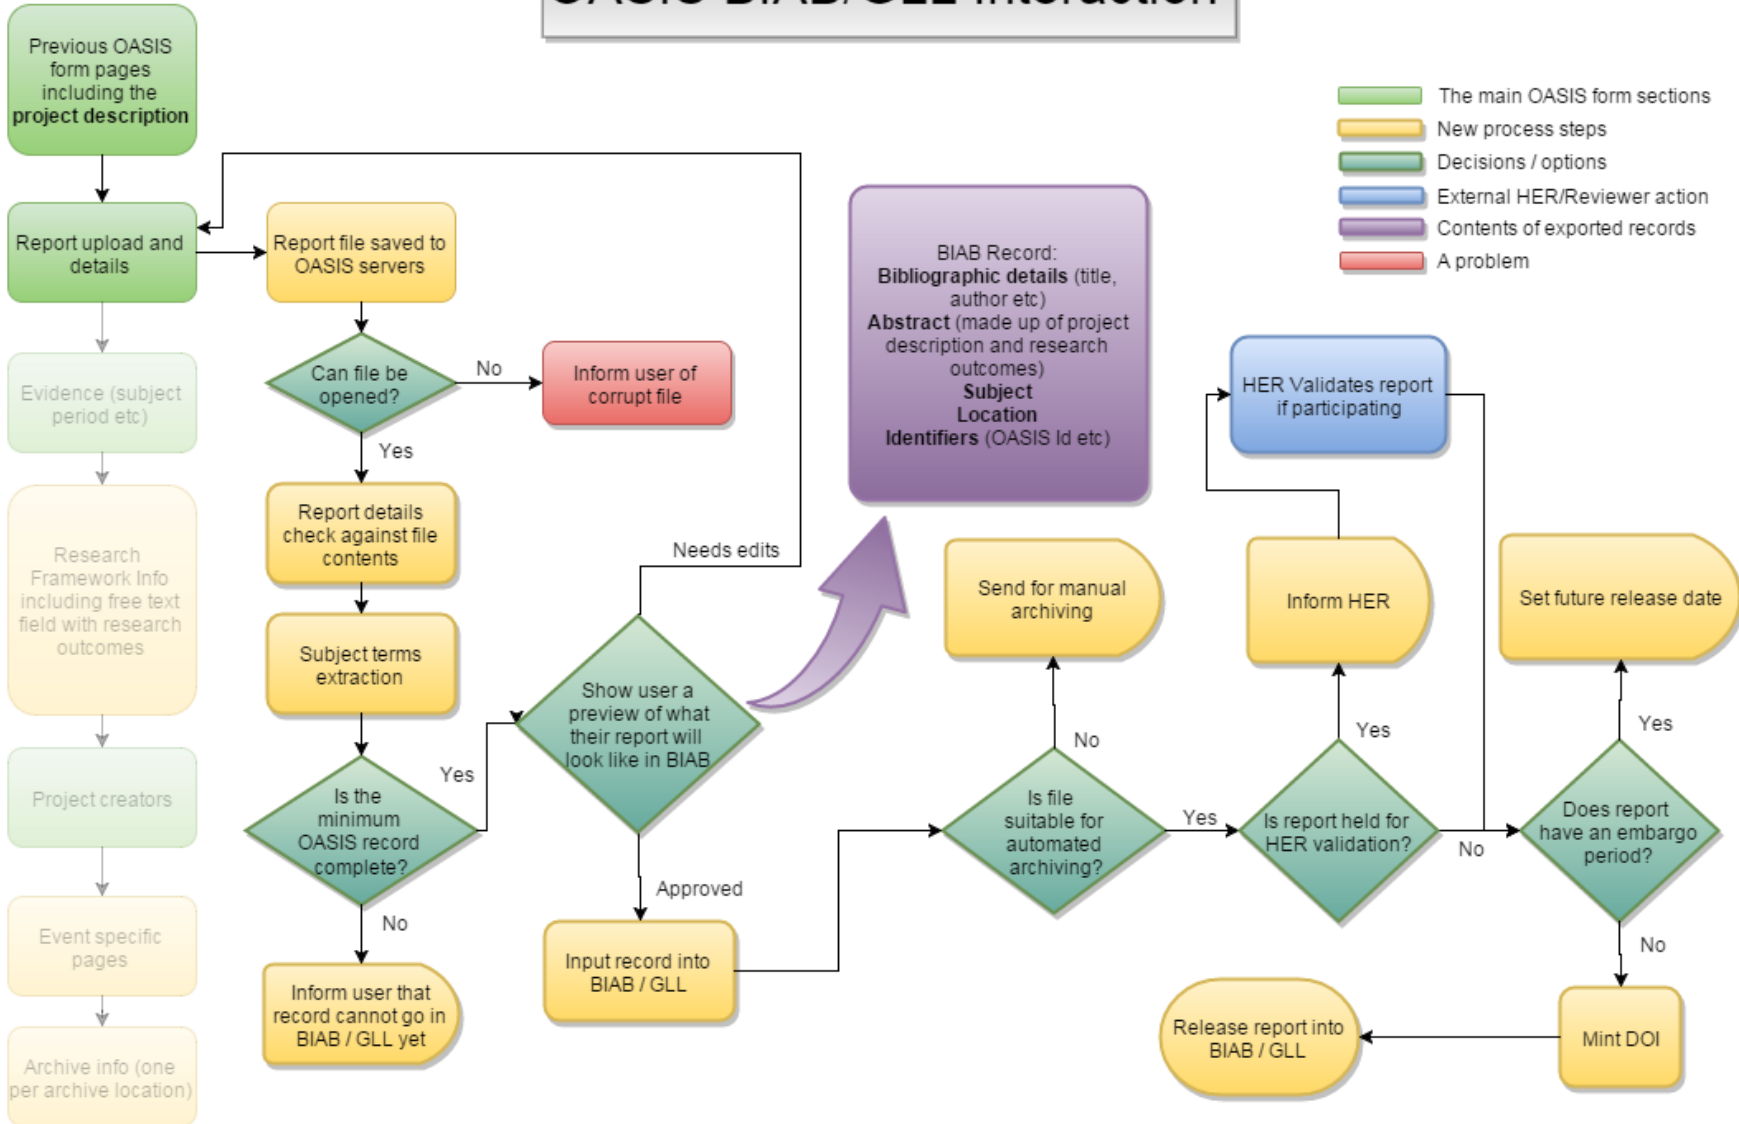 OASIS BIAB/GLL Interaction
Previous OASIS
form pages
including the
project description
Report upload and
details
Evidence (subject
period etc)
Research
Framework Info
including free text
field with research
outcomes
Project creators
Event specific
pages
Archive info (one
per archive location)
Report file saved to
OASIS servers
Can file be
opened?
No
Inform user of
corrupt file
Yes
Report details
check against file
contents
Subject terms
extraction
Is the
minimum
OASIS record
complete?
Yes
No
Inform user that
record cannot go in
BIAB / GLL yet
Needs edits
Show user a
preview of what
their report will
look like in BIAB
Approved
Input record into
BIAB / GLL
BIAB Record:
Bibliographic details (title,
author etc)
Abstract (made up of project
description and research
outcomes)
Subject
Location
Identifiers (OASIS Id etc)
Send for manual
archiving
No
Is file
suitable for
automated
archiving?
Yes
HER Validates report
if participating
Inform HER
Yes
Is report held for
HER validation?
No
Set future release date
Yes
Does report
have an embargo
period?
No
Mint DOI
Release report into
BIAB / GLL
The main OASIS form sections
New process steps
Decisions / options
External HER/Reviewer action
Contents of exported records
A problem